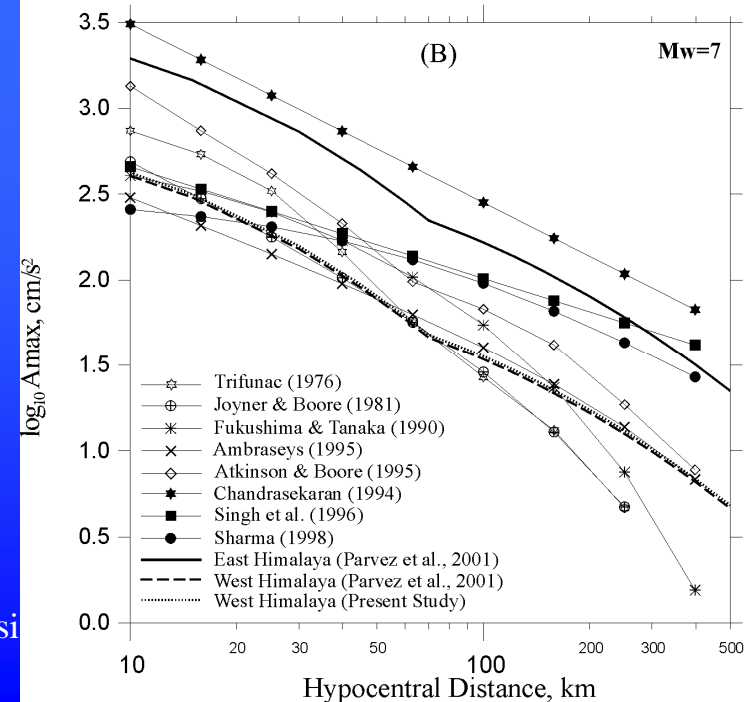 3.5
3.0
2.5
2.0
1.5
1.0
0.5
0.0
log₁₀ Amax, cm/s²
(B)
Mw=7
Trifunac (1976)
Joyner & Boore (1981)
Fukushima & Tanaka (1990)
Ambraseys (1995)
Atkinson & Boore (1995)
Chandrasekaran (1994)
Singh et al. (1996)
Sharma (1998)
East Himalaya (Parvez et al., 2001)
West Himalaya (Parvez et al., 2001)
West Himalaya (Present Study)
si
10 20 30 50 100 200 300 500
Hypocentral Distance, km